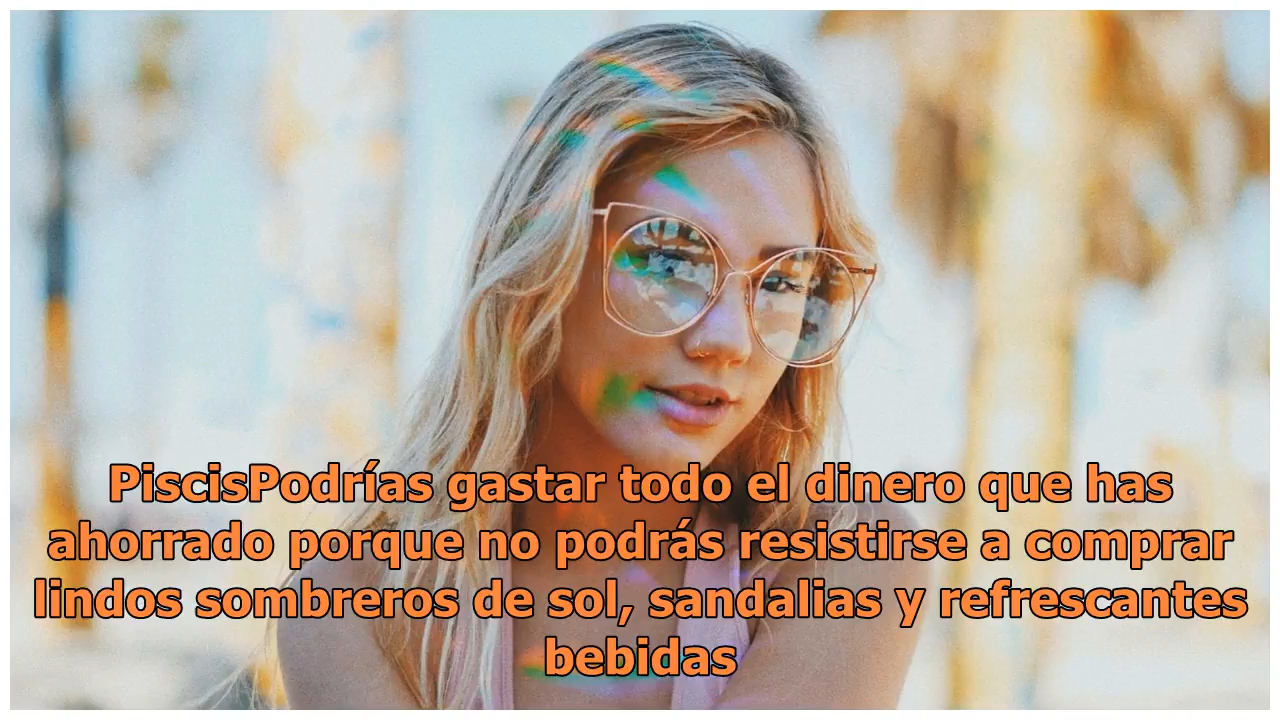 PiscisPodrías gastar todo el dinero que has
ahorrado porque no podrás resistirse a comprar
lindos sombreros de sol, sandalias y refrescantes
bebidas